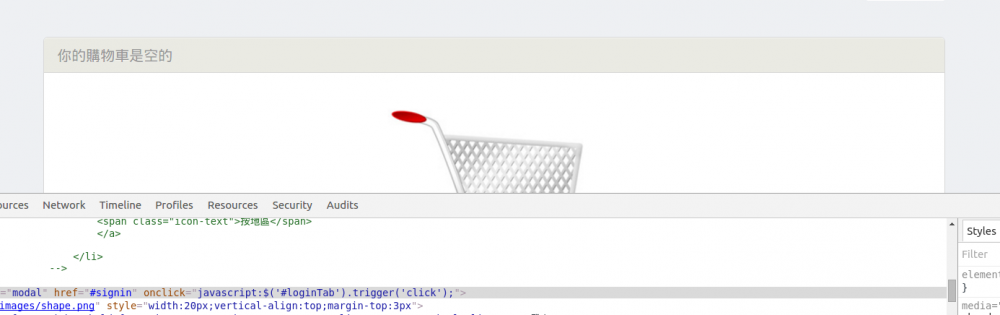 你的購物車是空的
ources Network Timeline Profiles Resources Security Audits
<span class="icon-text">按地區</span>
</a>
</li>
-->
="modal" href="#signin" onclick="javascript:$('#loginTab').trigger('click');">
images/shape.png" style="width:20px;vertical-align:top;margin-top:3px">
Styles
Filter
element
}
media="